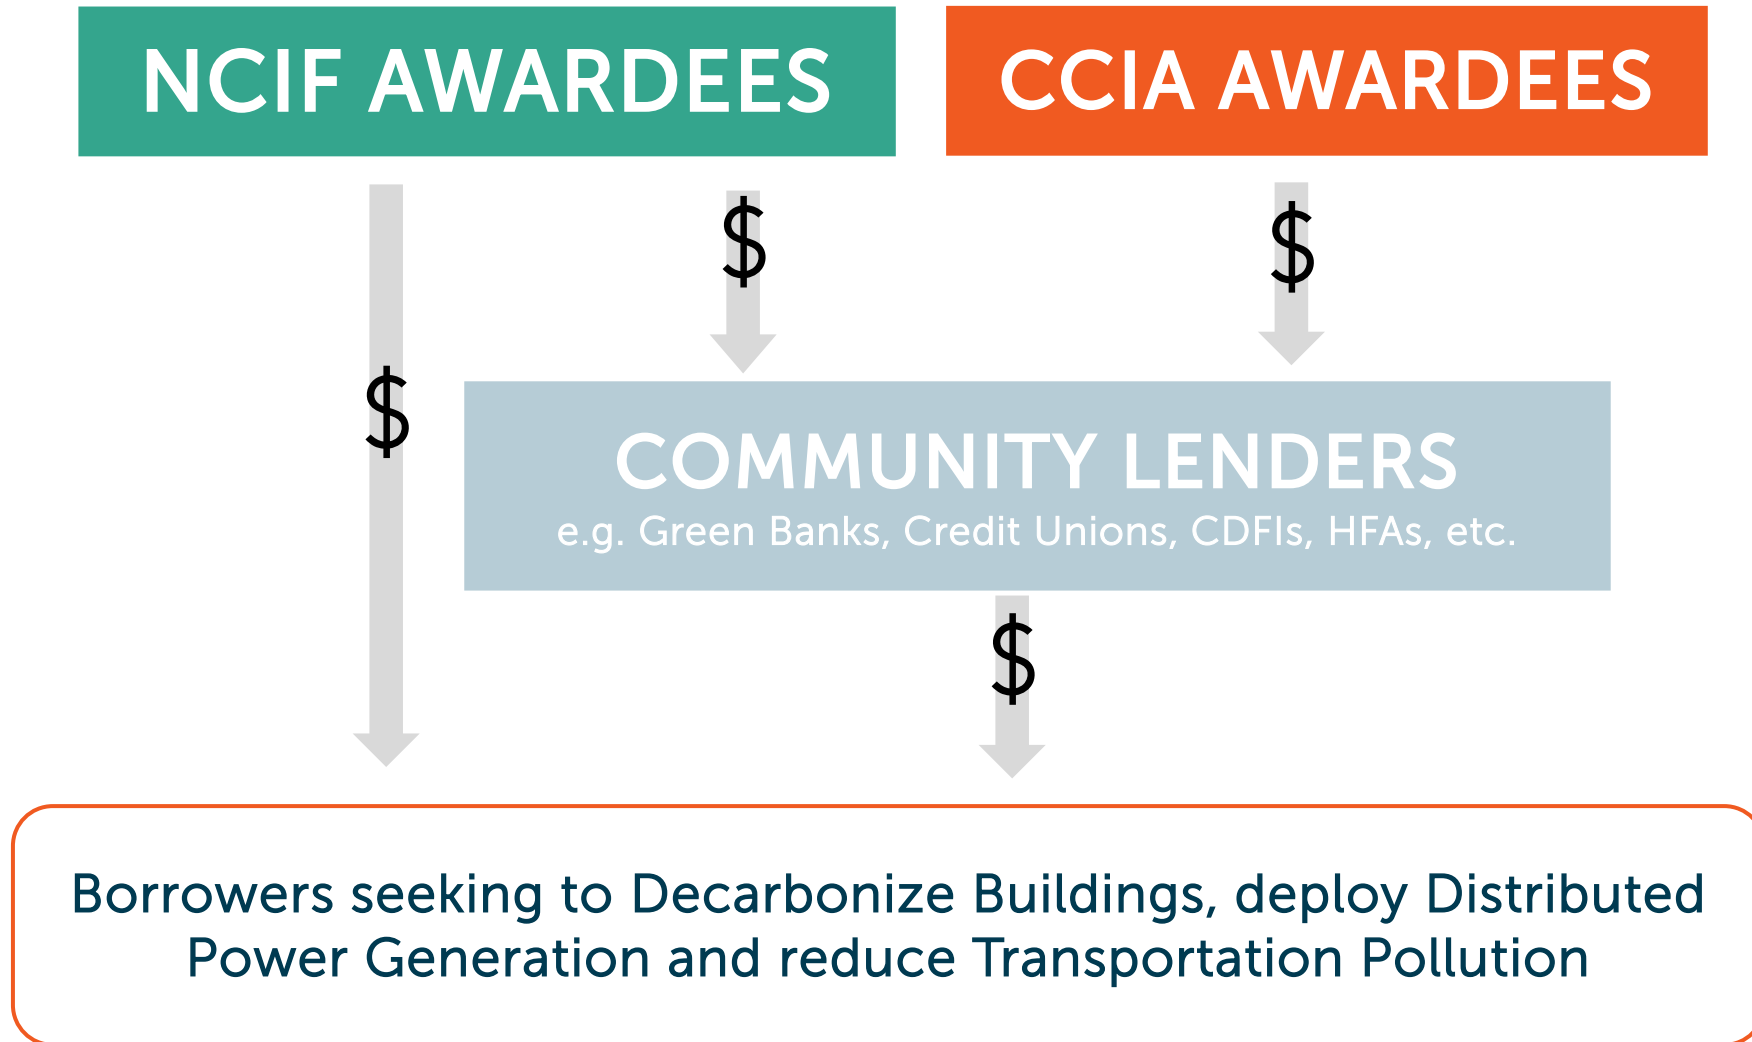 NCIF AWARDEES
CCIA AWARDEES
$
$
$
COMMUNITY LENDERS
e.g. Green Banks, Credit Unions, CDFIs, HFAs, etc.
$
Borrowers seeking to Decarbonize Buildings, deploy Distributed
Power Generation and reduce Transportation Pollution